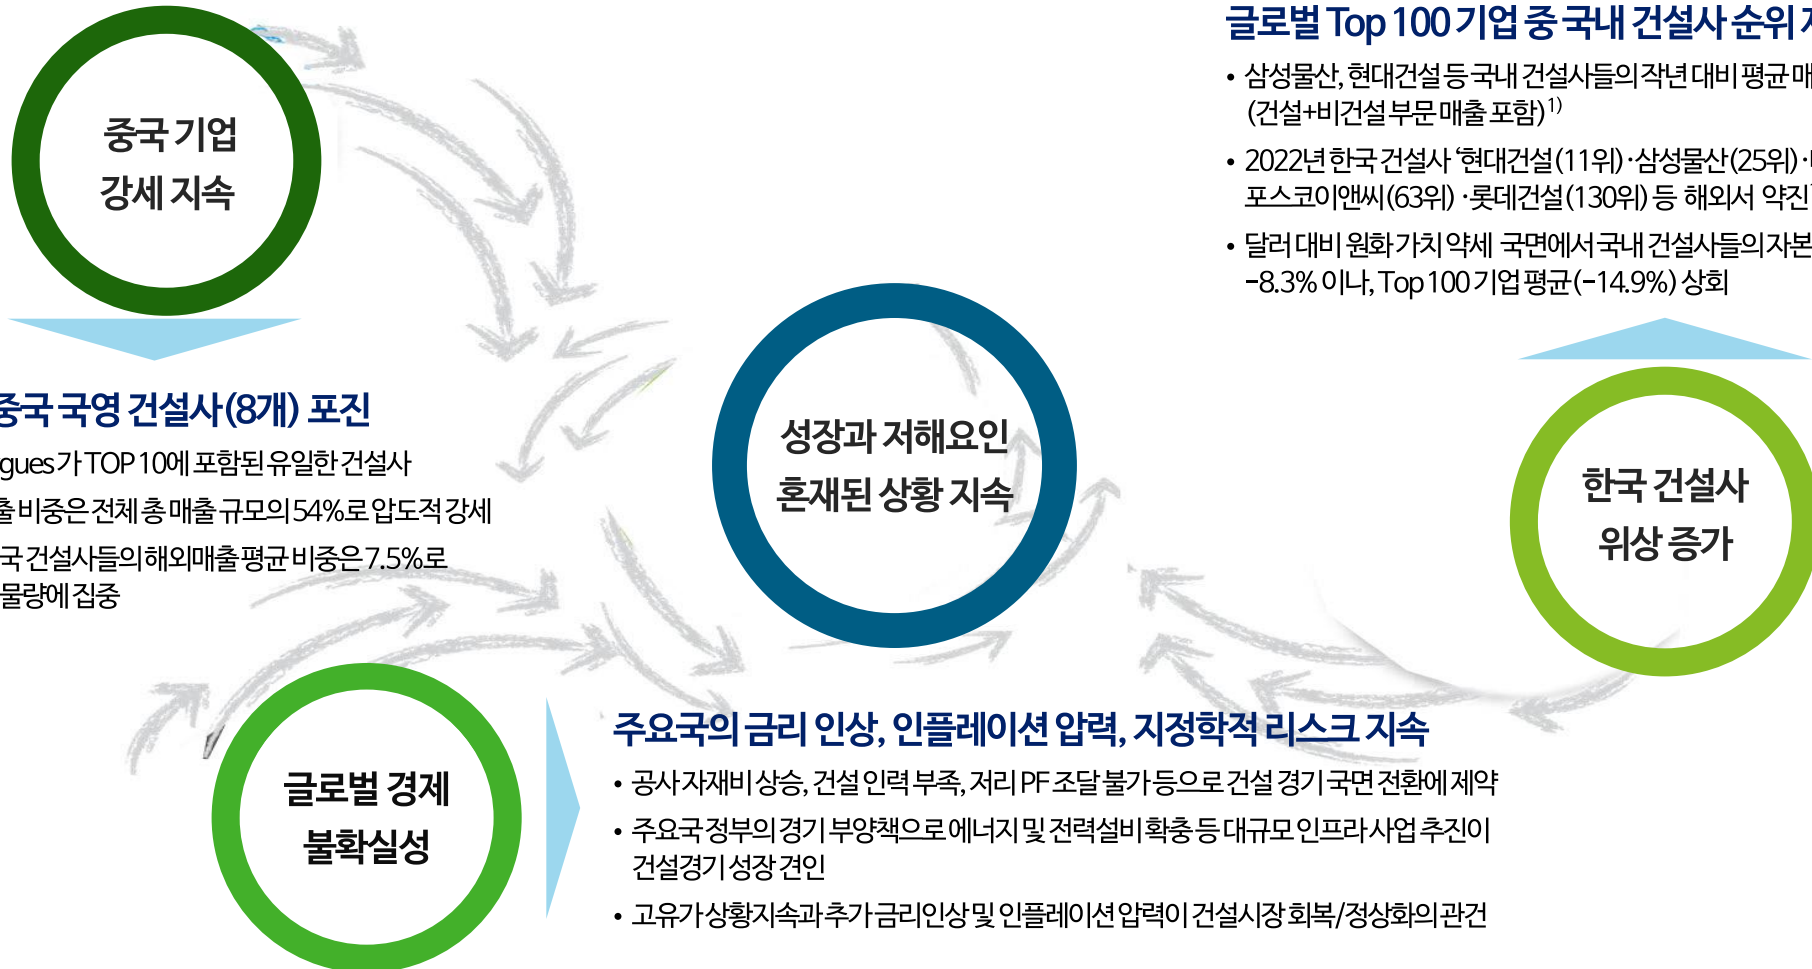 중국 기업
강세 지속
중국 국영 건설사(8개) 포진
gues가 TOP 10에 포함된 유일한 건설사
출 비중은 전체 총 매출 규모의 54%로 압도적 강세
국 건설사들의 해외매출 평균 비중은 7.5%로
물량에 집중
글로벌 Top 100 기업 중 국내 건설사 순위
• 삼성물산, 현대건설 등 국내 건설사들의 작년 대비 평균 매
(건설+비건설 부문 매출 포함)1)
• 2022년 한국 건설사 ‘현대건설(11위)·삼성물산(25위)·
포스코이앤씨(63위) ·롯데건설(130위) 등 해외서 약진
• 달러 대비 원화 가치 약세 국면에서 국내 건설사들의 자본
-8.3% 이나, Top 100 기업 평균(-14.9%) 상회
성장과 저해요인
혼재된 상황 지속
한국 건설사
위상 증가
글로벌 경제
불확실성
주요국의 금리 인상, 인플레이션 압력, 지정학적 리스크 지속
• 공사 자재비 상승, 건설 인력 부족, 저리 PF 조달 불가 등으로 건설 경기 국면 전환에 제약
• 주요국 정부의 경기 부양책으로 에너지 및 전력설비 확충 등 대규모 인프라 사업 추진이
건설경기 성장 견인
• 고유가 상황지속과 추가 금리인상 및 인플레이션 압력이 건설시장 회복/정상화의 관건